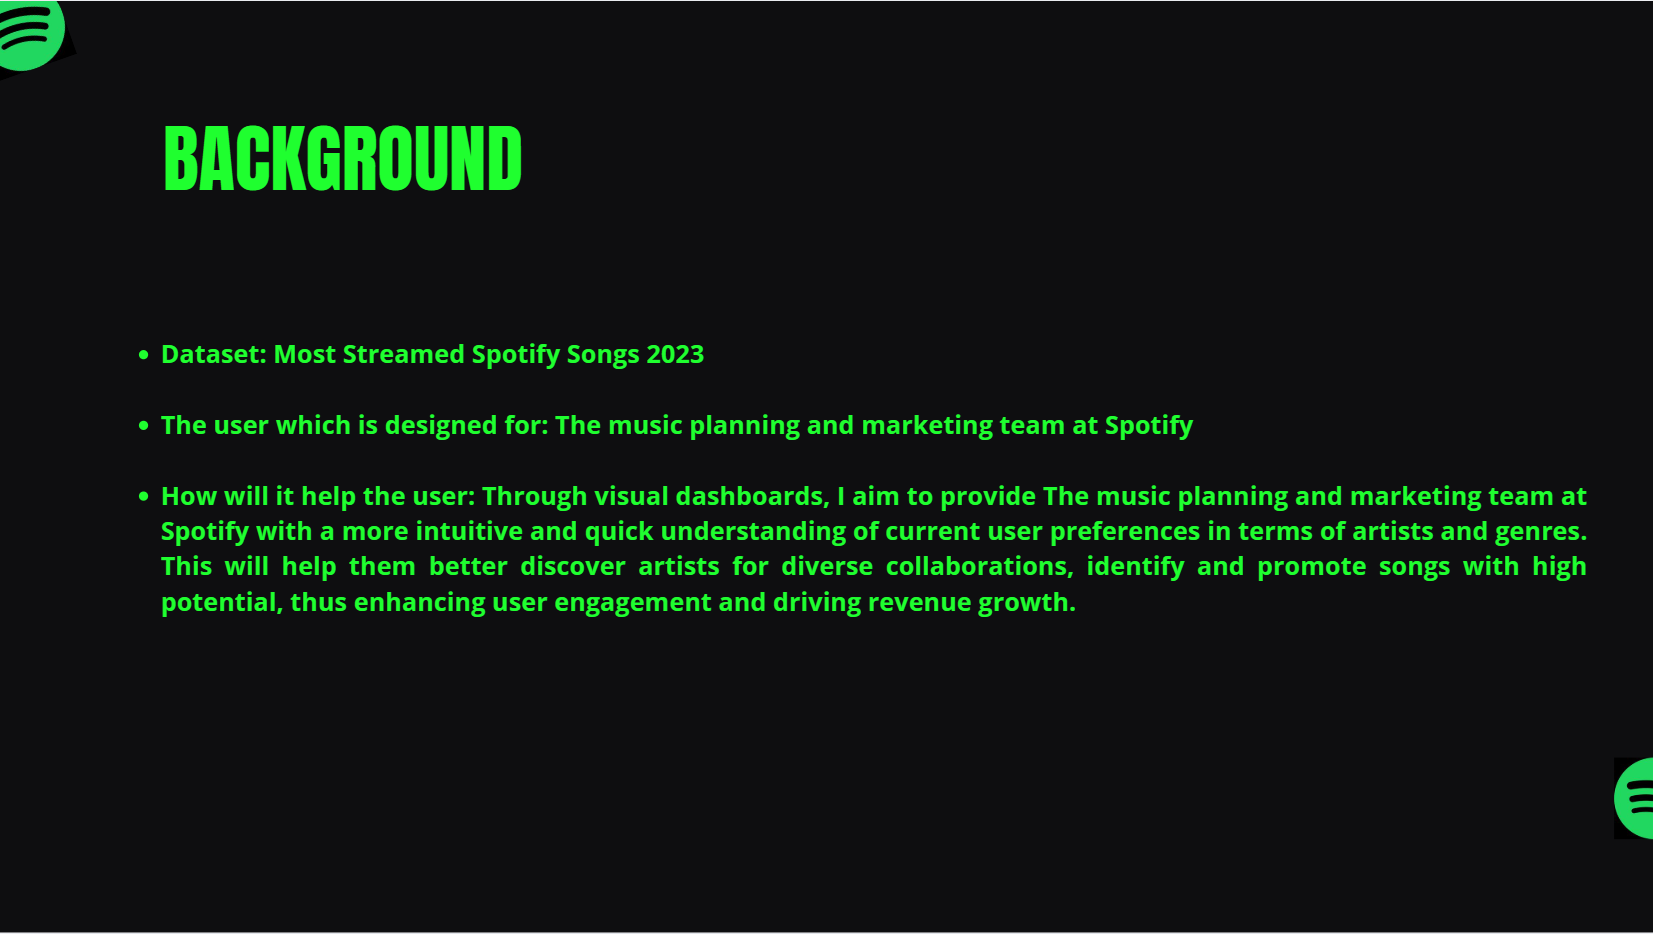 BACKGROUND
• Dataset: Most Streamed Spotify Songs 2023
• The user which is designed for: The music planning and marketing team at Spotify
• How will it help the user: Through visual dashboards, I aim to provide The music planning and marketing team at
Spotify with a more intuitive and quick understanding of current user preferences in terms of artists and genres.
This will help them better discover artists for diverse collaborations, identify and promote songs with high
potential, thus enhancing user engagement and driving revenue growth.